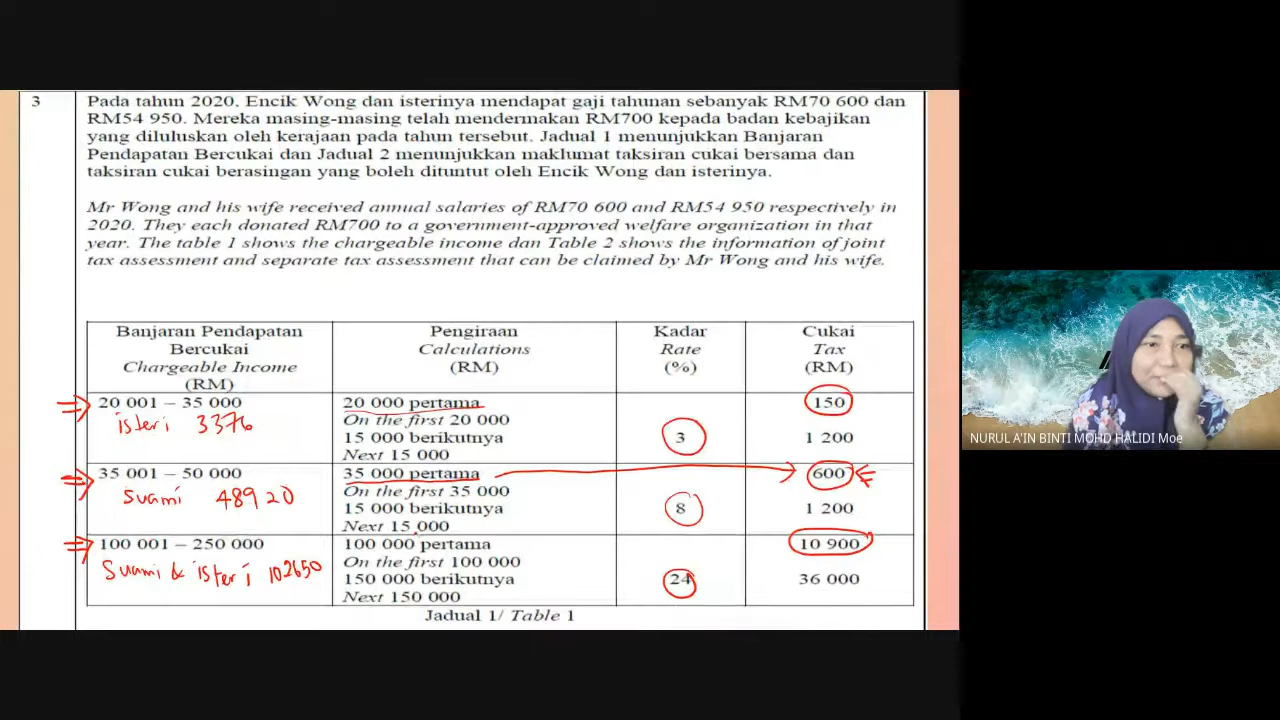 3
Pada tahun 2020. Encik Wong dan isterinya mendapat gaji tahunan sebanyak RM70 600 dan
RM54 950. Mereka masing-masing telah mendermakan RM700 kepada badan kebajikan
yang diluluskan oleh kerajaan pada tahun tersebut. Jadual 1 menunjukkan Banjaran
Pendapatan Bercukai dan Jadual 2 menunjukkan maklumat taksiran cukai bersama dan
taksiran cukai berasingan yang boleh dituntut oleh Encik Wong dan isterinya.
Mr Wong and his wife received annual salaries of RM70 600 and RM54 950 respectively in
2020. They each donated RM700 to a government-approved welfare organization in that
year. The table 1 shows the chargeable income dan Table 2 shows the information of joint
tax assessment and separate tax assessment that can be claimed by Mr Wong and his wife.
Banjaran Pendapatan Bercukai
Chargeable Income
(RM)
Pengiraan
Calculations
(RM)
Kadar
Rate
(%)
Cukai
Tax
(RM)
20 001 – 35 000
isteri 3376
20 000 pertama
On the first 20 000
15 000 berikutnya
Next 15 000
3
150
1 200
35 001 – 50 000
Suami 48920
35 000 pertama
On the first 35 000
15 000 berikutnya
Next 15 000
8
600
1 200
100 001 – 250 000
Suami & isteri 102650
100 000 pertama
On the first 100 000
150 000 berikutnya
Next 150 000
24
10 900
36 000
Jadual 1/ Table 1
NURUL A'IN BINTI MOHD HALIDI Moe